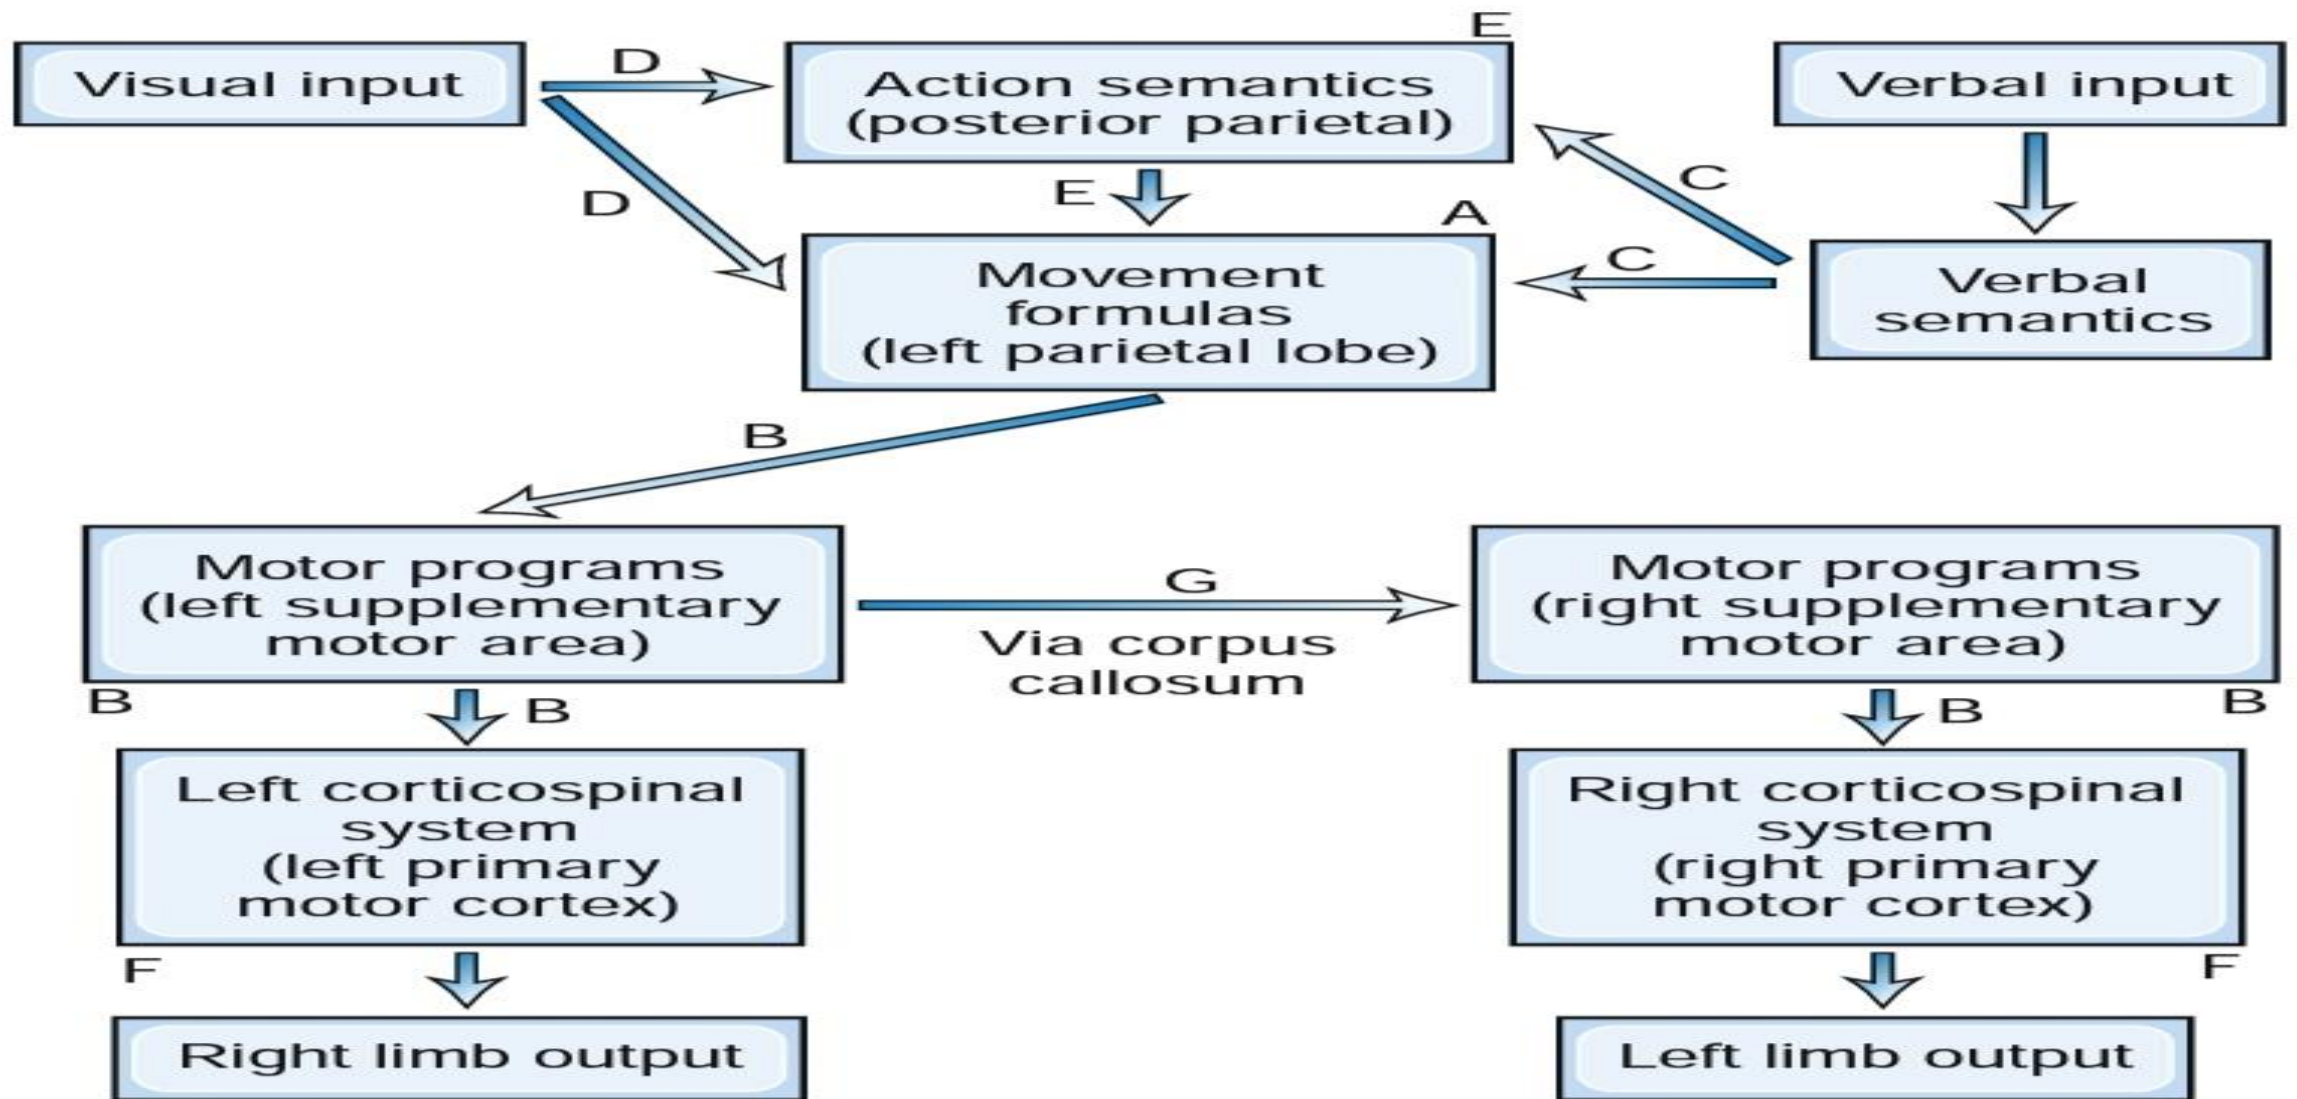 E
Visual input
D
Action semantics
(posterior parietal)
Verbal input
D
E
C
A
Movement
formulas
(left parietal lobe)
C
Verbal
semantics
B
Motor programs
(left supplementary
motor area)
G
Via corpus
callosum
Motor programs
(right supplementary
motor area)
B
B
B
B
Left corticospinal
system
(left primary
motor cortex)
Right corticospinal
system
(right primary
motor cortex)
F
F
Right limb output
Left limb output